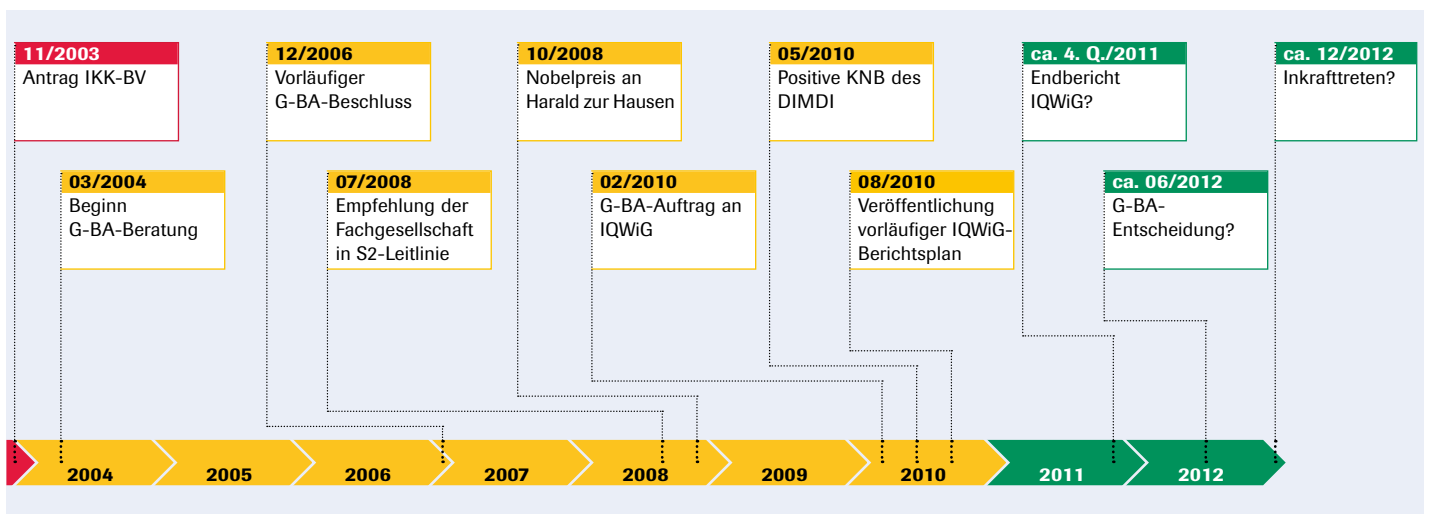 11/2003
Antrag IKK-BV
12/2006
Vorläufiger
G-BA-Beschluss
10/2008
Nobelpreis an
Harald zur Hausen
05/2010
Positive KNB des
DIMDI
ca. 4. Q./2011
Endbericht
IQWiG?
ca. 12/2012
Inkrafttreten?
03/2004
Beginn
G-BA-Beratung
07/2008
Empfehlung der
Fachgesellschaft
in S2-Leitlinie
02/2010
G-BA-Auftrag an
IQWiG
08/2010
Veröffentlichung
vorläufiger IQWiG-
Berichtsplan
ca. 06/2012
G-BA-
Entscheidung?
2004
2005
2006
2007
2008
2009
2010
2011
2012